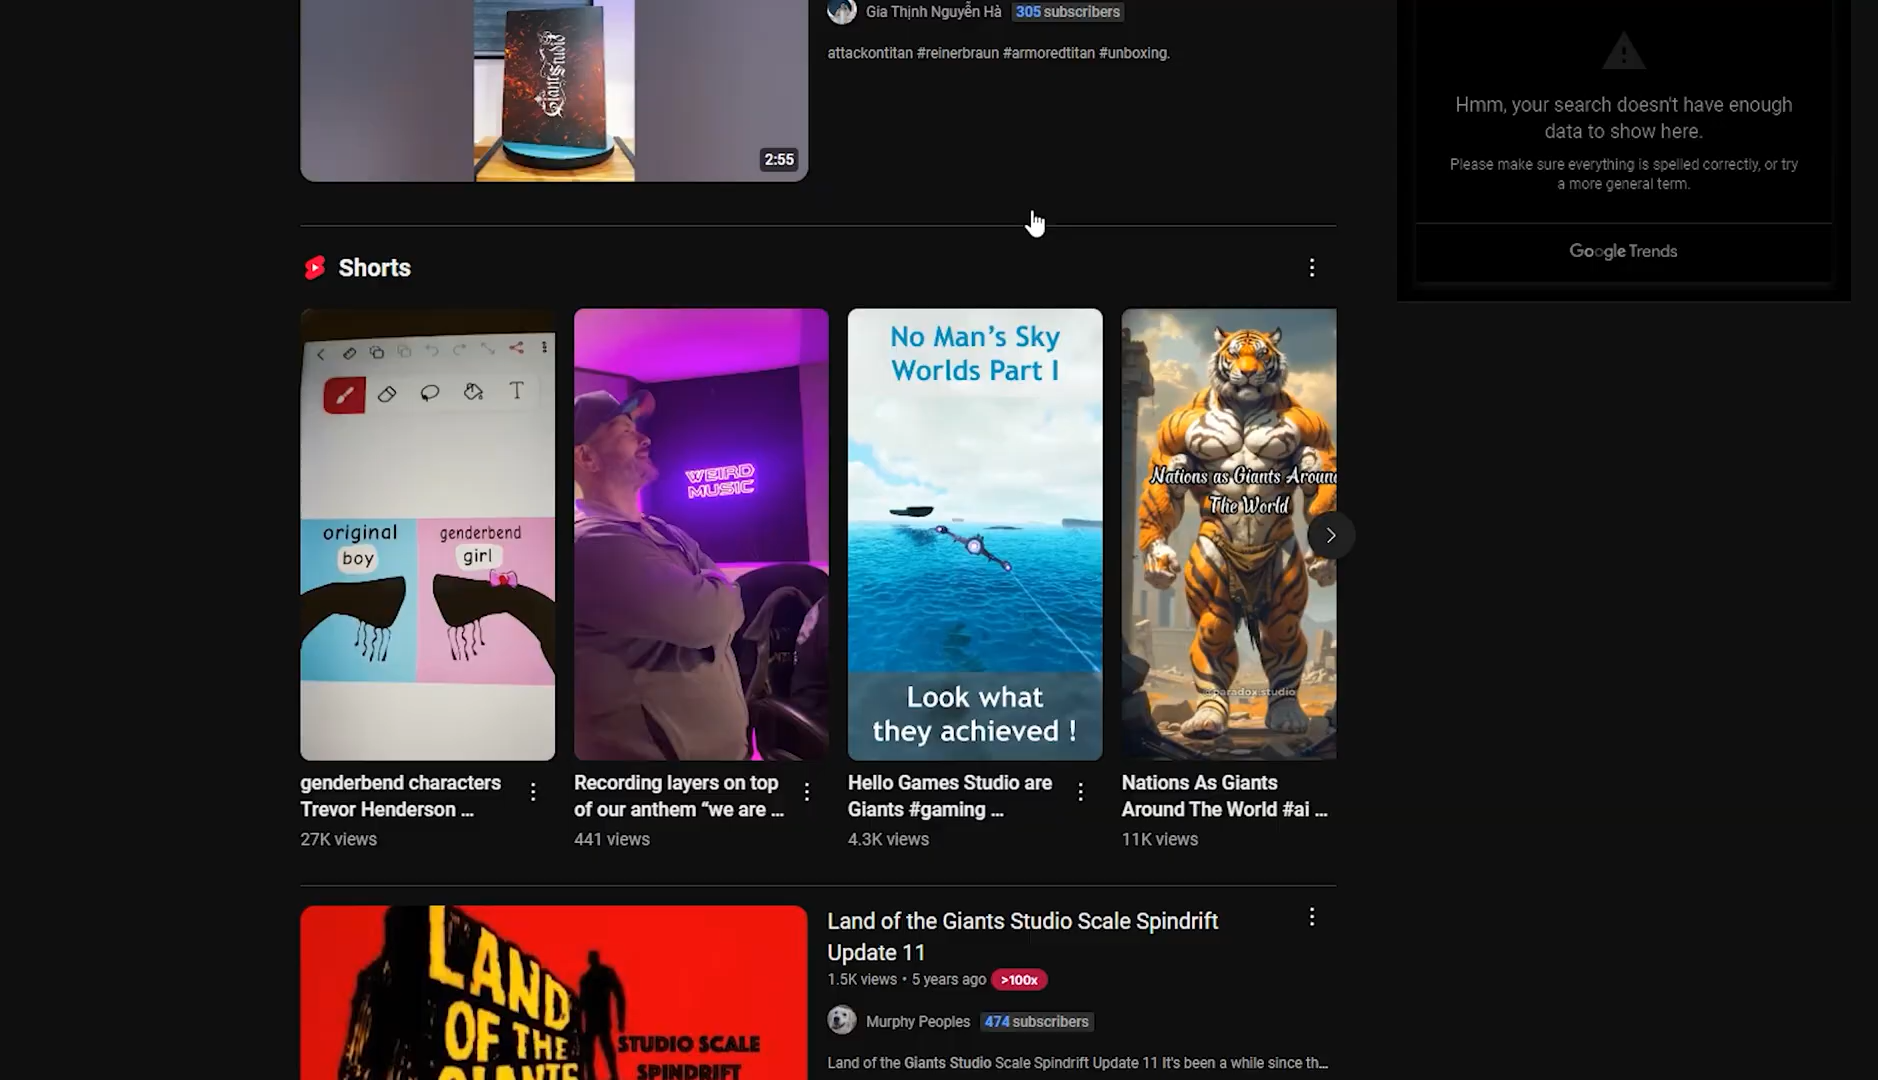 Giant Studio
2:55
Gia Thịnh Nguyễn Hà
305 subscribers
attackontitan #reinerbraun #armoredtitan #unboxing.
Hmm, your search doesn't have enough
data to show here.
Please make sure everything is spelled correctly, or try
a more general term.
Google Trends
Shorts
T
original
boy
genderbend
girl
WEIRD
MUSIC
No Man's Sky
Worlds Part I
Look what
they achieved !
Nations as Giants Aroun
The World
@paradox.studio
genderbend characters
Trevor Henderson ...
27K views
Recording layers on top
of our anthem “we are ...
441 views
Hello Games Studio are
Giants #gaming ...
4.3K views
Nations As Giants
Around The World #ai ...
11K views
LAND
OF THE
GIANTS
STUDIO SCALE
SPINDRIFT
Land of the Giants Studio Scale Spindrift
Update 11
1.5K views • 5 years ago >100x
Murphy Peoples
474 subscribers
Land of the Giants Studio Scale Spindrift Update 11 It's been a while since th...